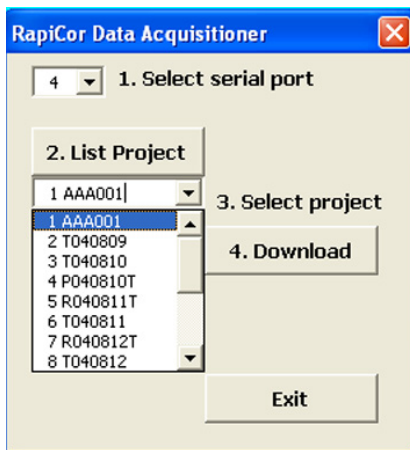 RapiCor Data Acquisitioner
4 1. Select serial port
2. List Project
1 AAA001
3. Select project
1 AAA001
2 T040809
3 T040810
4 P040810T
5 R040811T
6 T040811
7 R040812T
8 T040812
4. Download
Exit